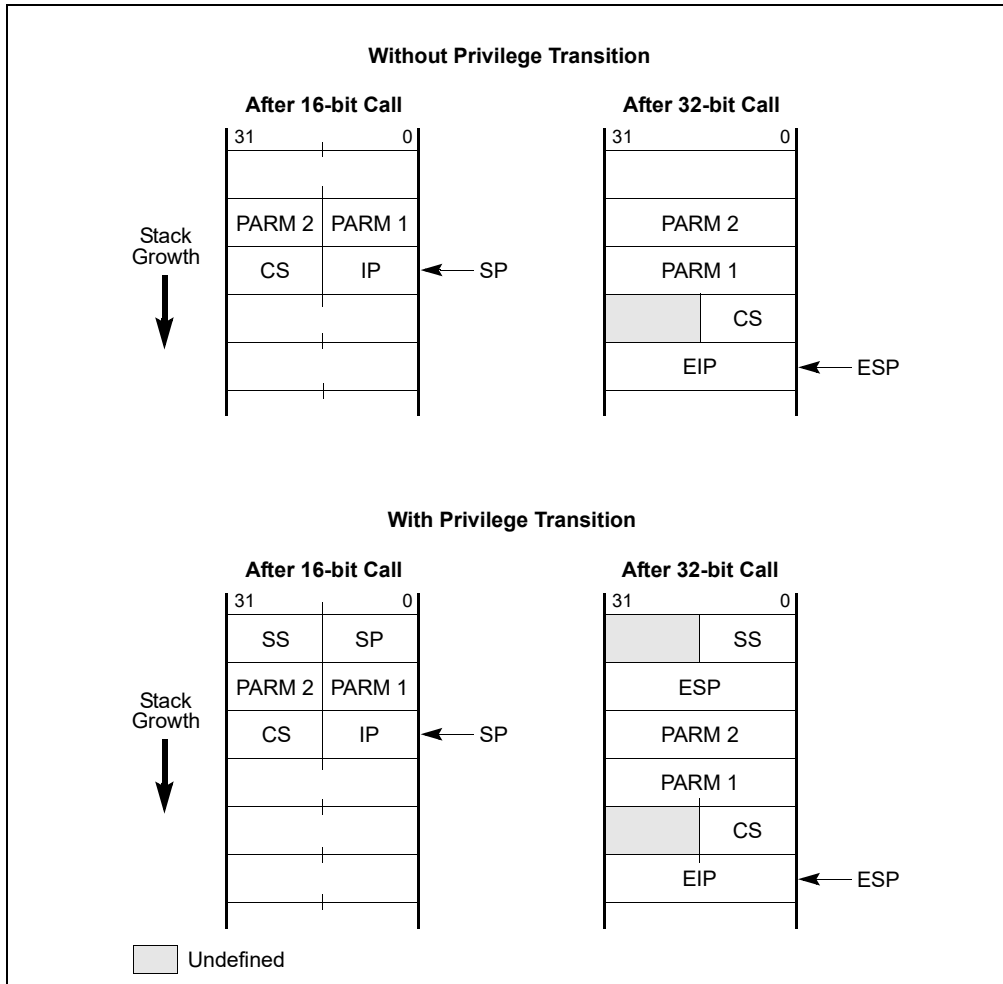 Without Privilege Transition
After 16-bit Call
After 32-bit Call
31 0
31 0
PARM 2 PARM 1
PARM 2
Stack
Growth
CS IP
SP
PARM 1
CS
EIP
ESP
With Privilege Transition
After 16-bit Call
After 32-bit Call
31 0
31 0
SS SP
SS
PARM 2 PARM 1
ESP
Stack
Growth
CS IP
SP
PARM 2
PARM 1
CS
EIP
ESP
Undefined